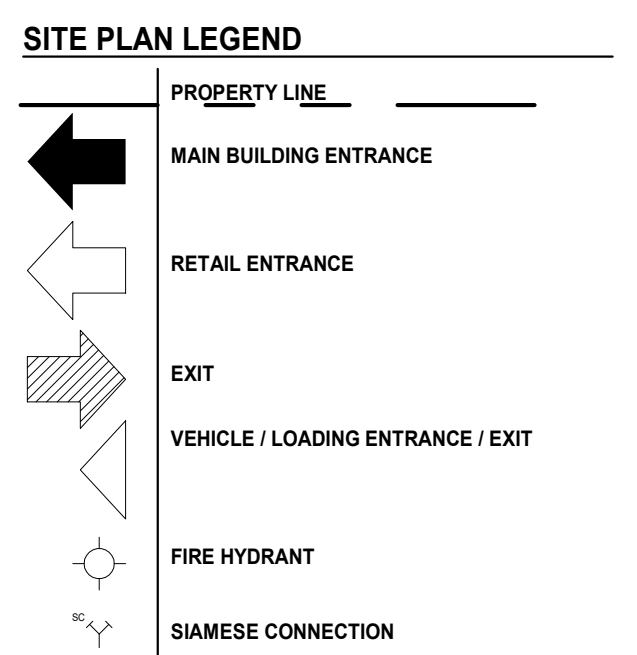 SITE PLAN LEGEND
PROPERTY LINE
MAIN BUILDING ENTRANCE
RETAIL ENTRANCE
EXIT
VEHICLE / LOADING ENTRANCE / EXIT
FIRE HYDRANT
SC
SIAMESE CONNECTION